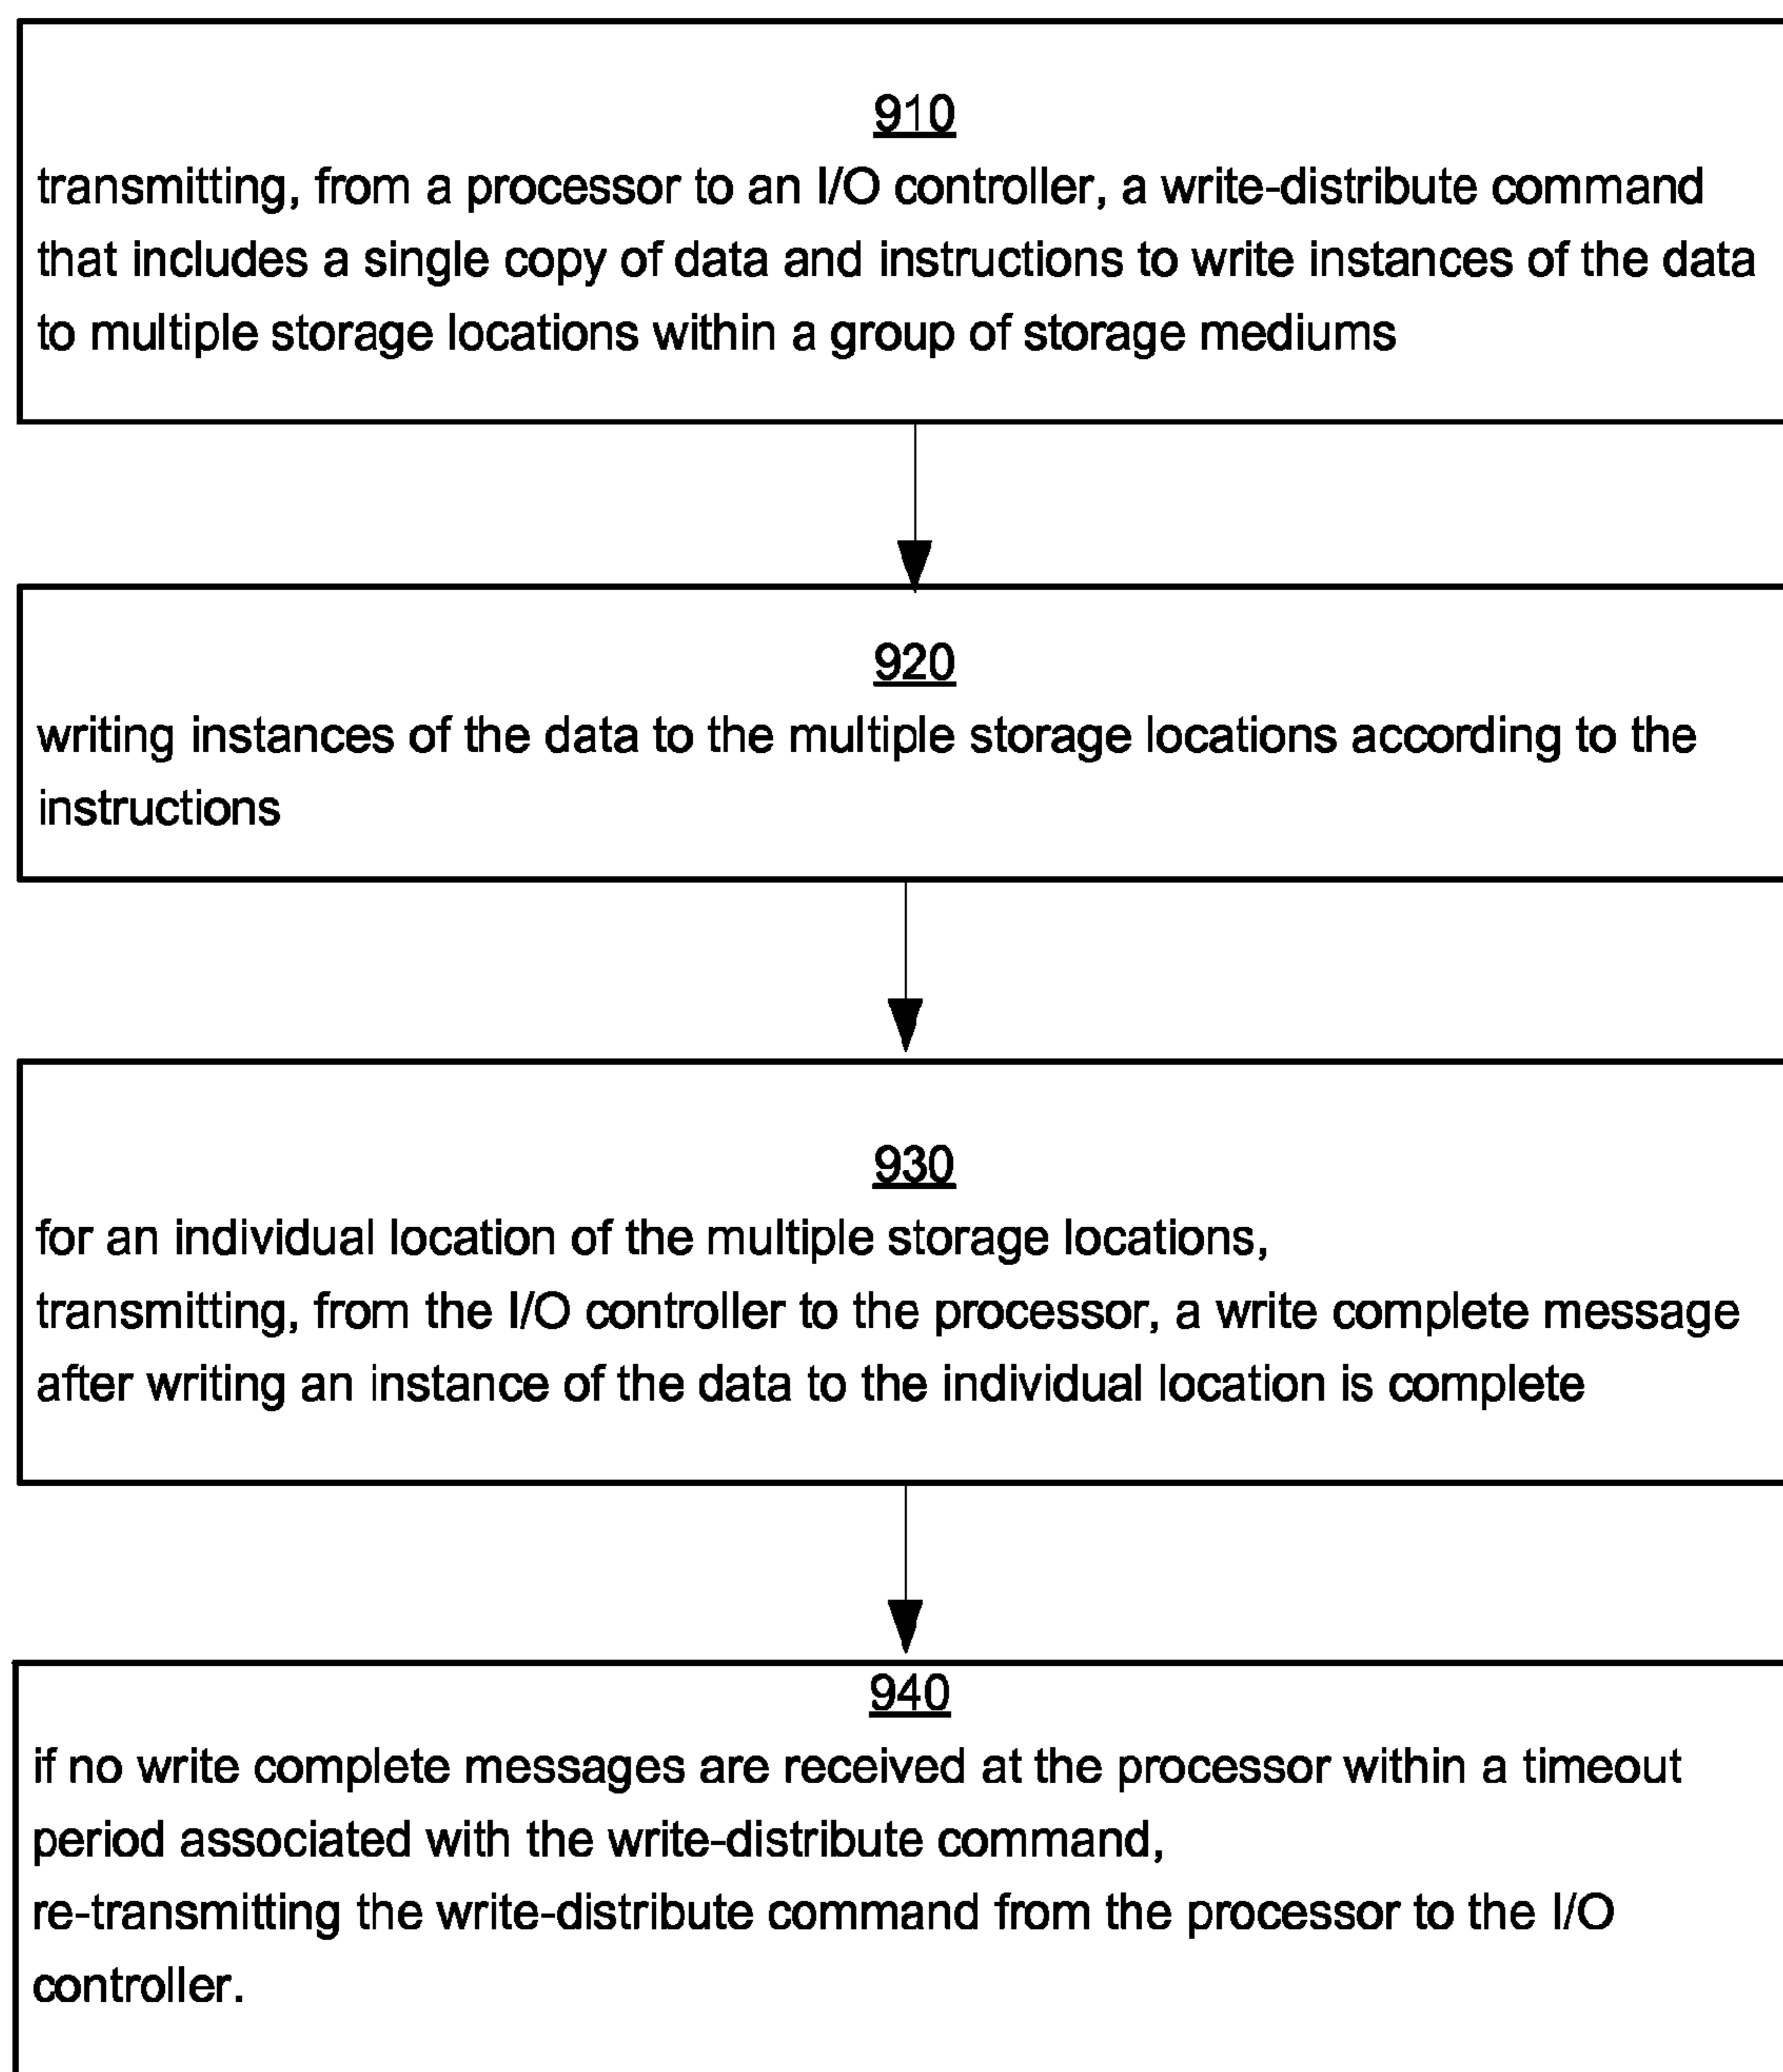 910
transmitting, from a processor to an I/O controller, a write-distribute command
that includes a single copy of data and instructions to write instances of the data
to multiple storage locations within a group of storage mediums
920
writing instances of the data to the multiple storage locations according to the
instructions
930
for an individual location of the multiple storage locations,
transmitting, from the I/O controller to the processor, a write complete message
after writing an instance of the data to the individual location is complete
940
if no write complete messages are received at the processor within a timeout
period associated with the write-distribute command,
re-transmitting the write-distribute command from the processor to the I/O
controller.